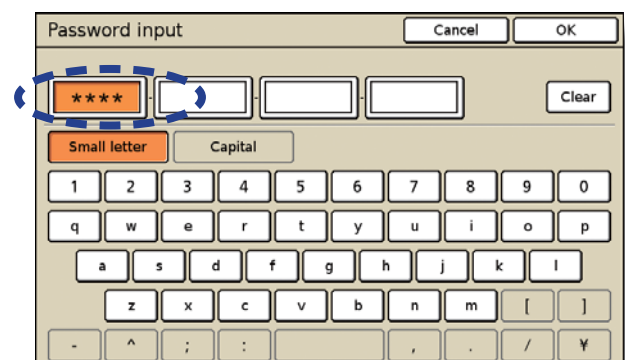 Password input Cancel OK
**** - - - Clear
Small letter Capital
1 2 3 4 5 6 7 8 9 0
q w e r t y u i o p
a s d f g h j k l
z x c v b n m [ ]
- ^ ; : , . / ¥